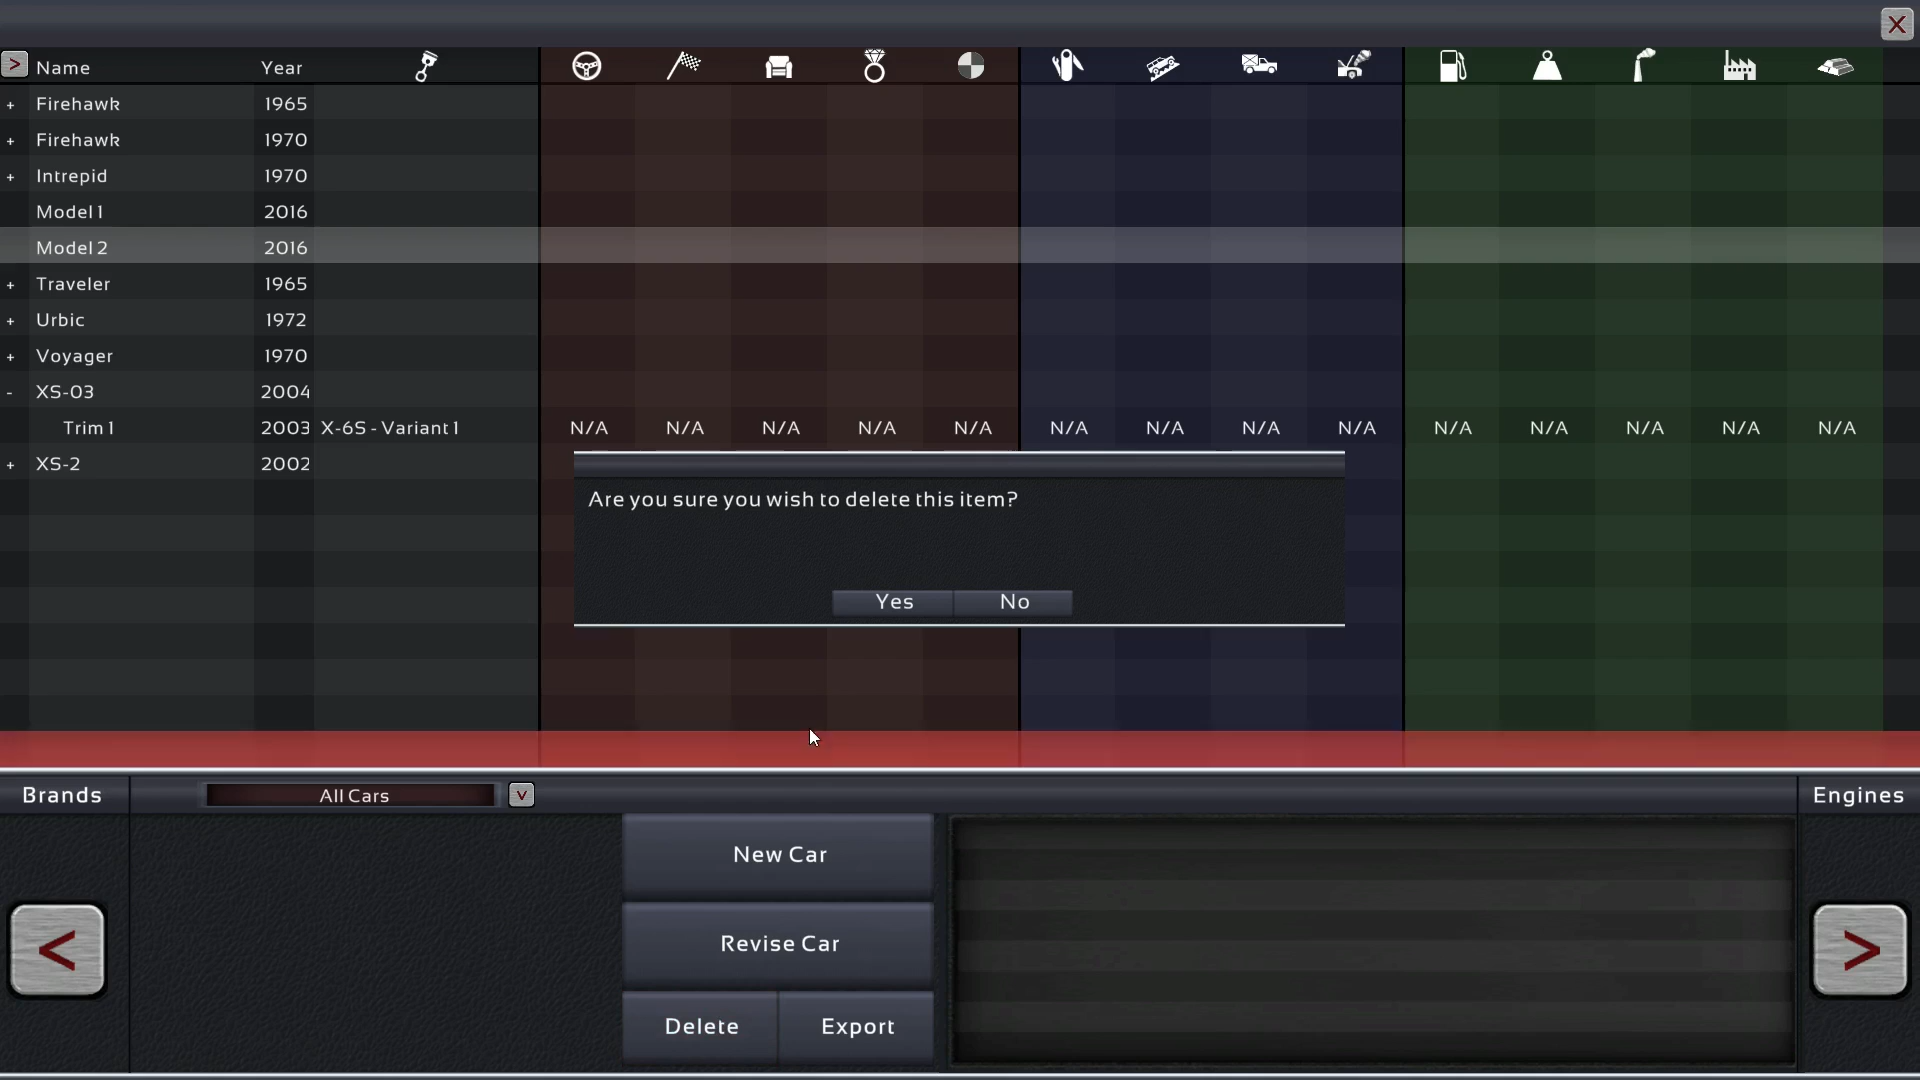 X
> Name Year
+ Firehawk 1965
+ Firehawk 1970
+ Intrepid 1970
Model 1 2016
Model 2 2016
+ Traveler 1965
+ Urbic 1972
+ Voyager 1970
- XS-03 2004
Trim 1 2003 X-6S - Variant 1 N/A N/A N/A N/A N/A N/A N/A N/A N/A N/A N/A N/A N/A N/A
+ XS-2 2002
Are you sure you wish to delete this item?
Yes No
Brands All Cars v Engines
New Car
Revise Car
< >
Delete Export